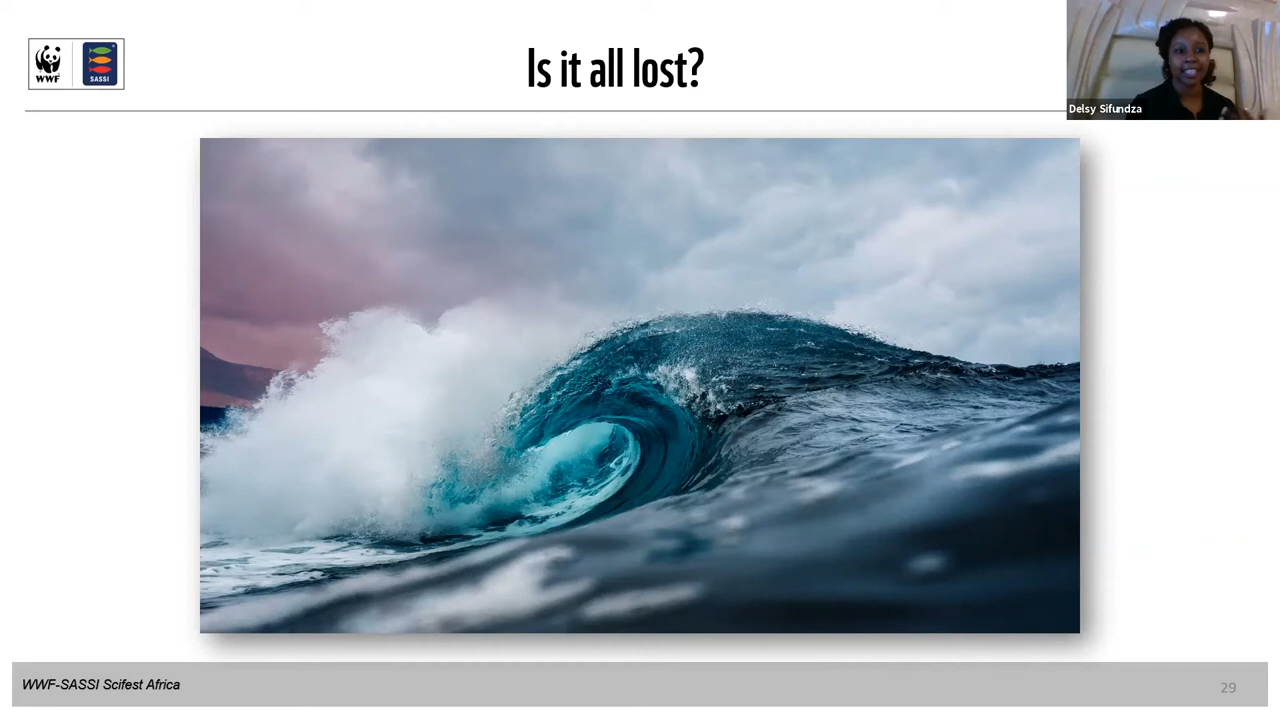 WWF
SASSI
Is it all lost?
Delsy Sifundza
WWF-SASSI Scifest Africa
29